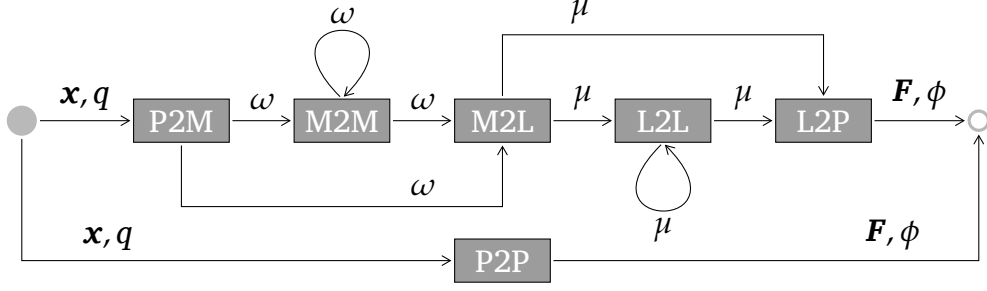 ω
μ
x, q
ω
ω
μ
μ
F, ϕ
P2M
M2M
M2L
L2L
L2P
ω
μ
x, q
F, ϕ
P2P